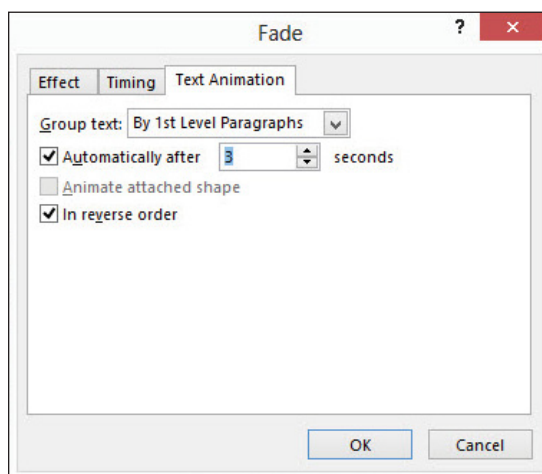 Fade ? ×
Effect Timing Text Animation
Group text: By 1st Level Paragraphs
Automatically after 3 seconds
Animate attached shape
In reverse order
OK Cancel